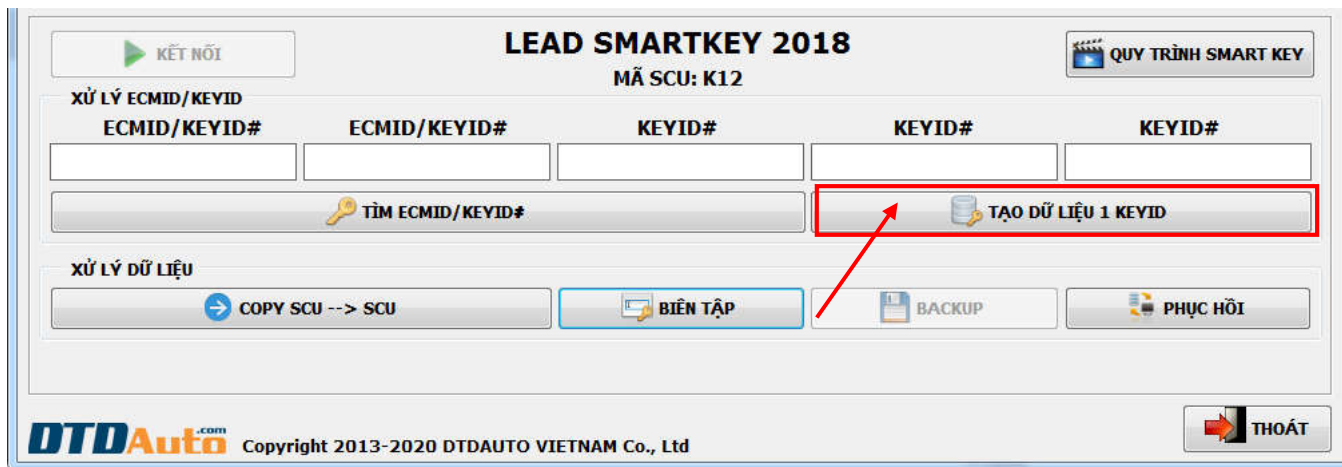 KẾT NỐI
LEAD SMARTKEY 2018
QUY TRÌNH SMART KEY
MÃ SCU: K12
XỬ LÝ ECMID/KEYID
ECMID/KEYID# ECMID/KEYID# KEYID# KEYID# KEYID#
TÌM ECMID/KEYID# TẠO DỮ LIỆU 1 KEYID
XỬ LÝ DỮ LIỆU
COPY SCU --> SCU BIÊN TẬP BACKUP PHỤC HỒI
THOÁT
DTDAuto.com Copyright 2013-2020 DTDAUTO VIETNAM Co., Ltd